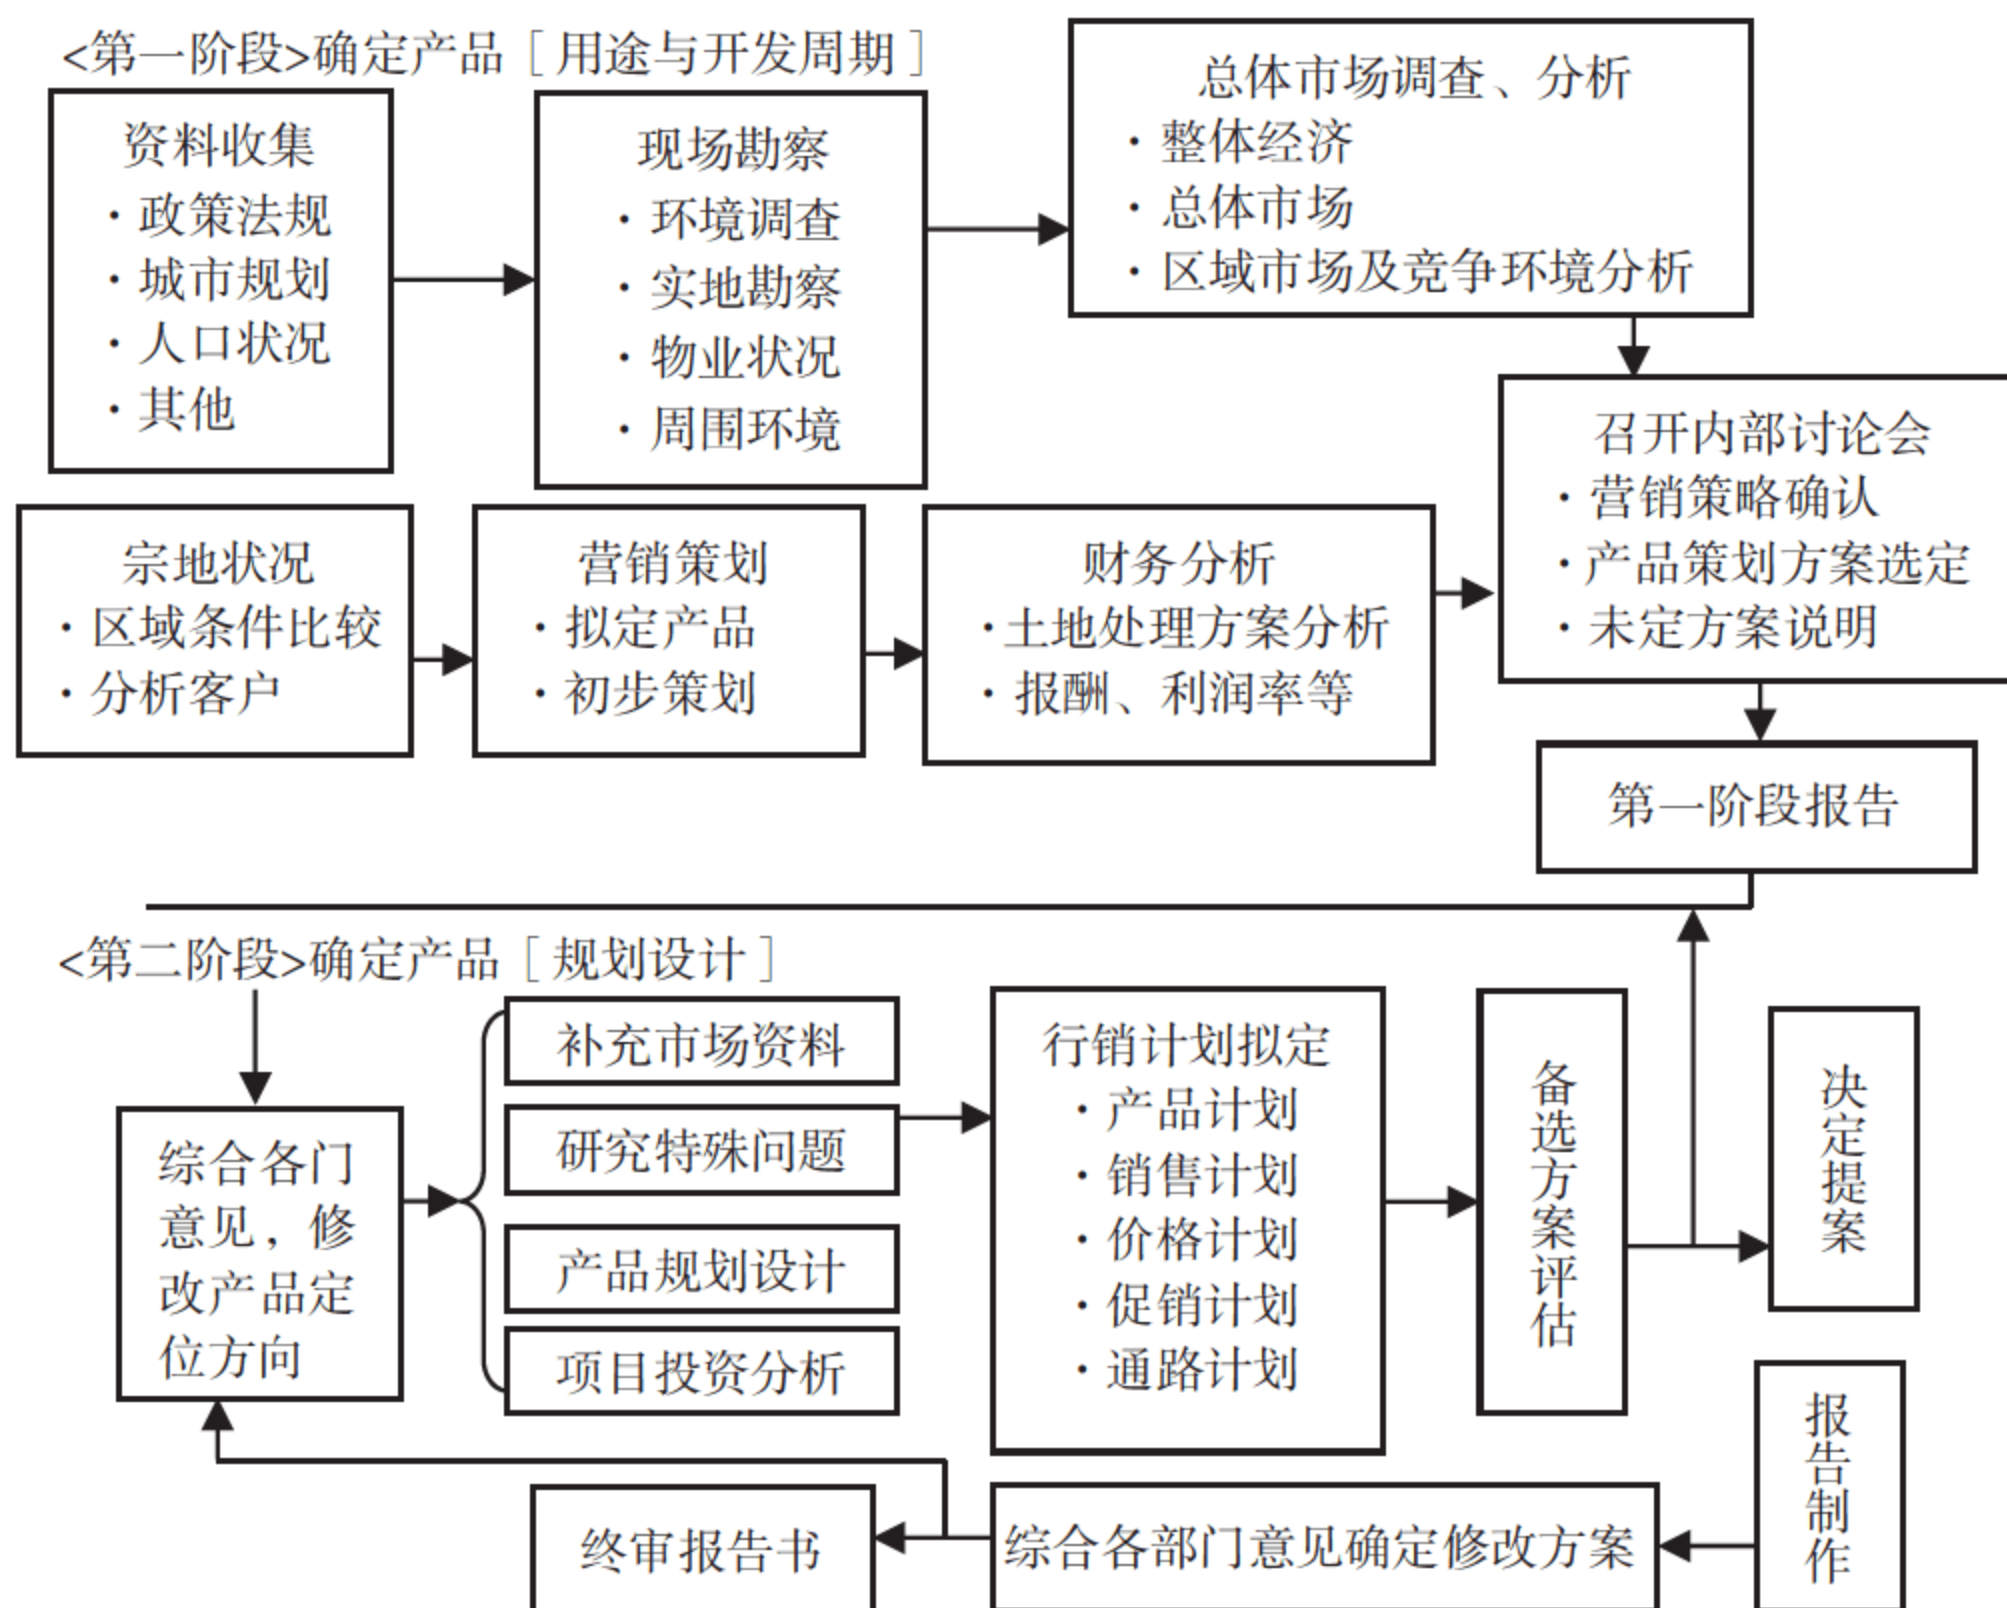 <第一阶段>确定产品［用途与开发周期］
资料收集
·政策法规
·城市规划
·人口状况
·其他
现场勘察
·环境调查
·实地勘察
·物业状况
·周围环境
总体市场调查、分析
·整体经济
·总体市场
·区域市场及竞争环境分析
宗地状况
·区域条件比较
·分析客户
营销策划
·拟定产品
·初步策划
财务分析
·土地处理方案分析
·报酬、利润率等
召开内部讨论会
·营销策略确认
·产品策划方案选定
·未定方案说明
第一阶段报告
<第二阶段>确定产品［规划设计］
综合各门
意见，修
改产品定
位方向
补充市场资料
研究特殊问题
产品规划设计
项目投资分析
行销计划拟定
·产品计划
·销售计划
·价格计划
·促销计划
·通路计划
备选方案评估
决定提案
报告制作
综合各部门意见确定修改方案
终审报告书